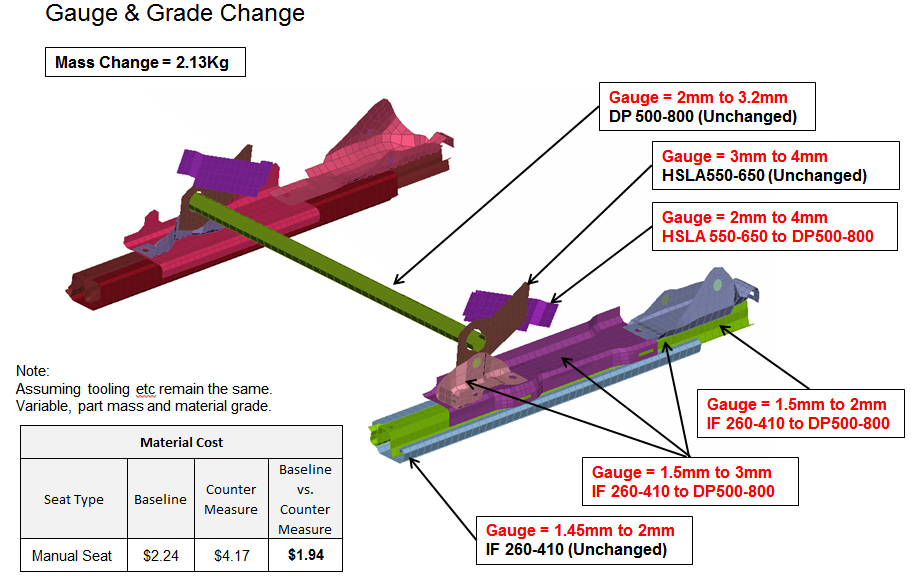 Gauge & Grade Change
Mass Change = 2.13Kg
Gauge = 2mm to 3.2mm
DP 500-800 (Unchanged)
Gauge = 3mm to 4mm
HSLA550-650 (Unchanged)
Gauge = 2mm to 4mm
HSLA 550-650 to DP500-800
Gauge = 1.5mm to 2mm
IF 260-410 to DP500-800
Gauge = 1.5mm to 3mm
IF 260-410 to DP500-800
Gauge = 1.45mm to 2mm
IF 260-410 (Unchanged)
Note:
Assuming tooling etc remain the same.
Variable, part mass and material grade.
Material Cost
Seat Type
Baseline
Counter
Measure
Baseline
vs.
Counter
Measure
Manual Seat
$2.24
$4.17
$1.94